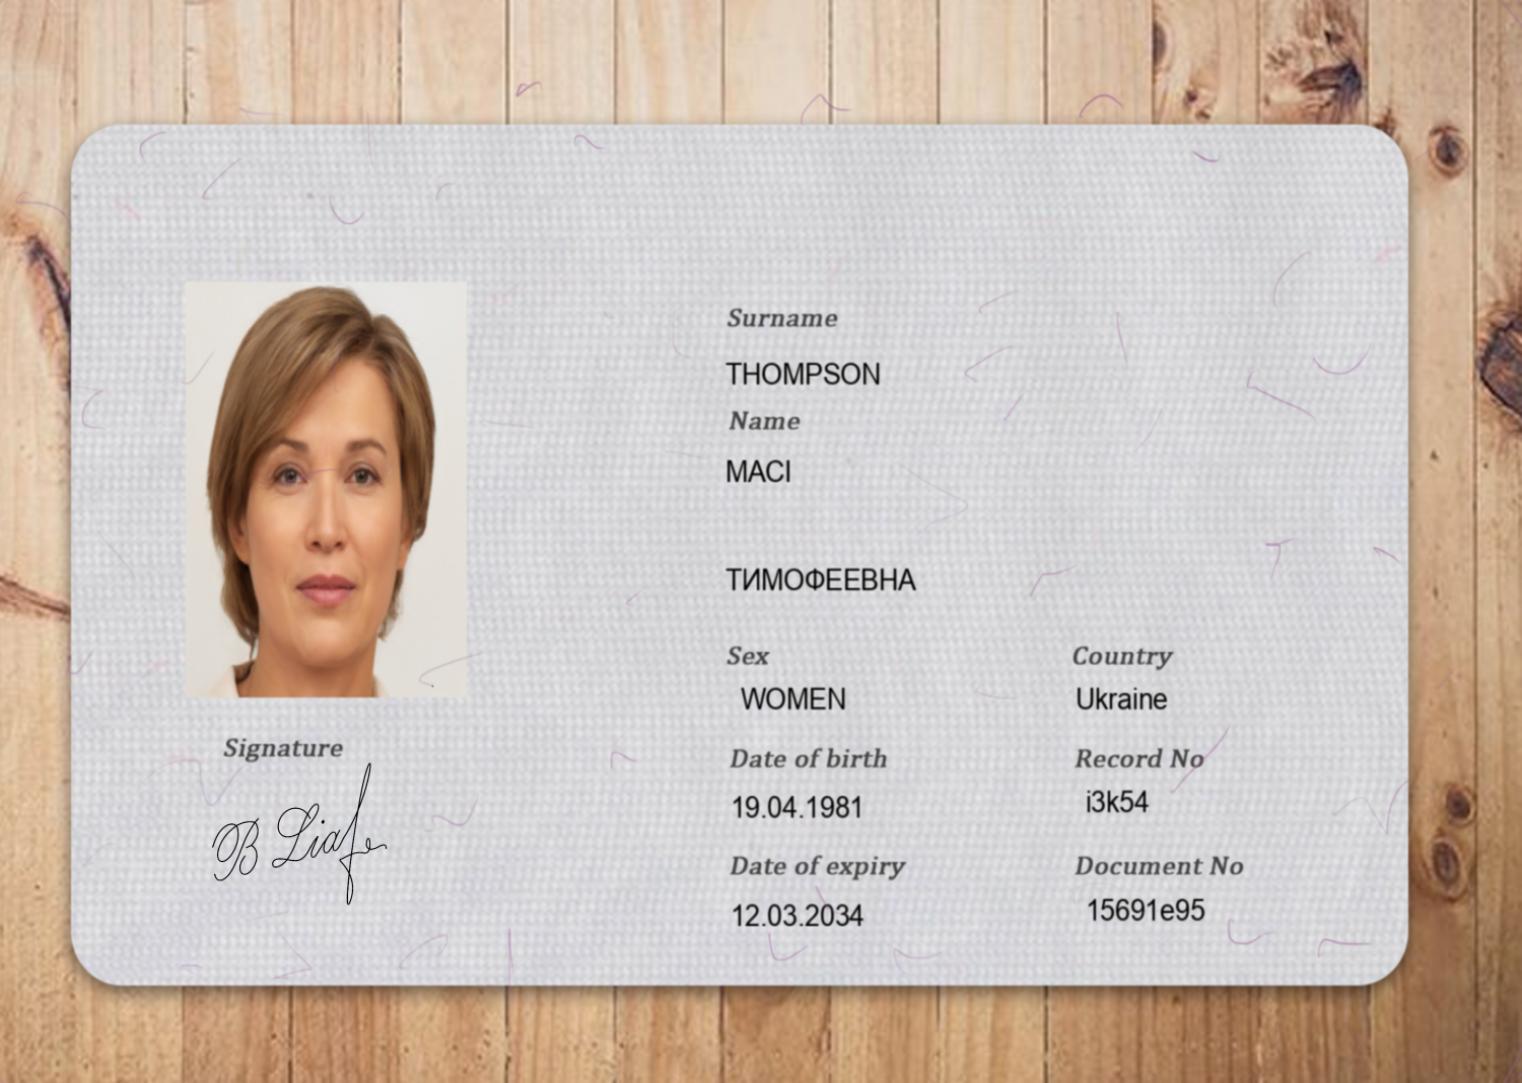 Surname
THOMPSON
Name
MACI
ТИМОФЕЕВНА
Sex
Country
WOMEN
Ukraine
Date of birth
Record No
19.04.1981
i3k54
Date of expiry
Document No
12.03.2034
15691e95
Signature